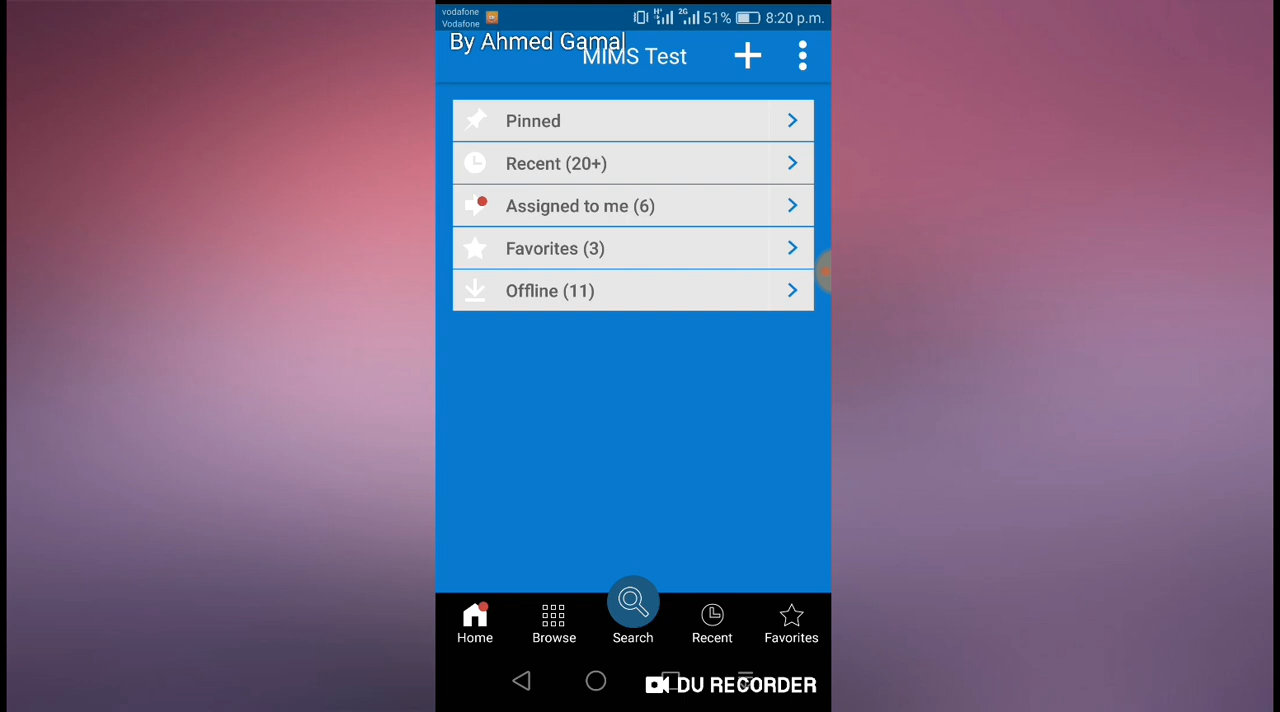 vodafone
Vodafone
H+ 2G 51% 8:20 p.m.
By Ahmed Gamal
MIMS Test
Pinned
Recent (20+)
Assigned to me (6)
Favorites (3)
Offline (11)
Home
Browse
Search
Recent
Favorites
DU RECORDER